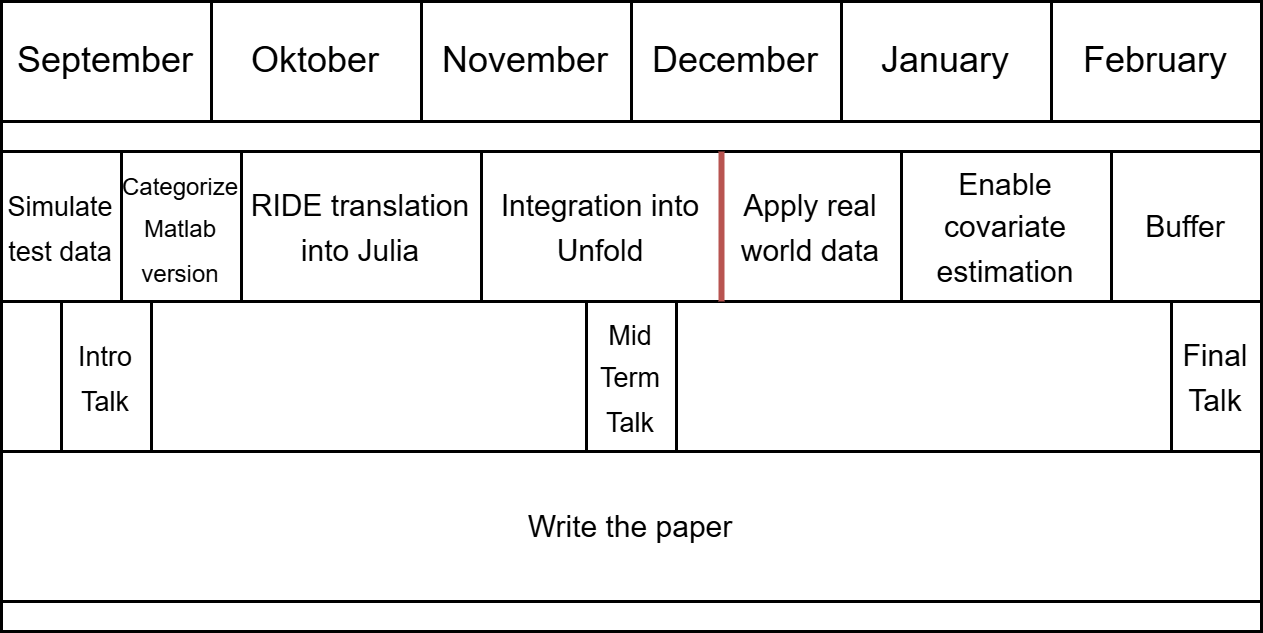 September
Oktober
November
December
January
February
Simulate
test data
Categorize
Matlab
version
RIDE translation
into Julia
Integration into
Unfold
Apply real
world data
Enable
covariate
estimation
Buffer
Intro
Talk
Mid
Term
Talk
Final
Talk
Write the paper